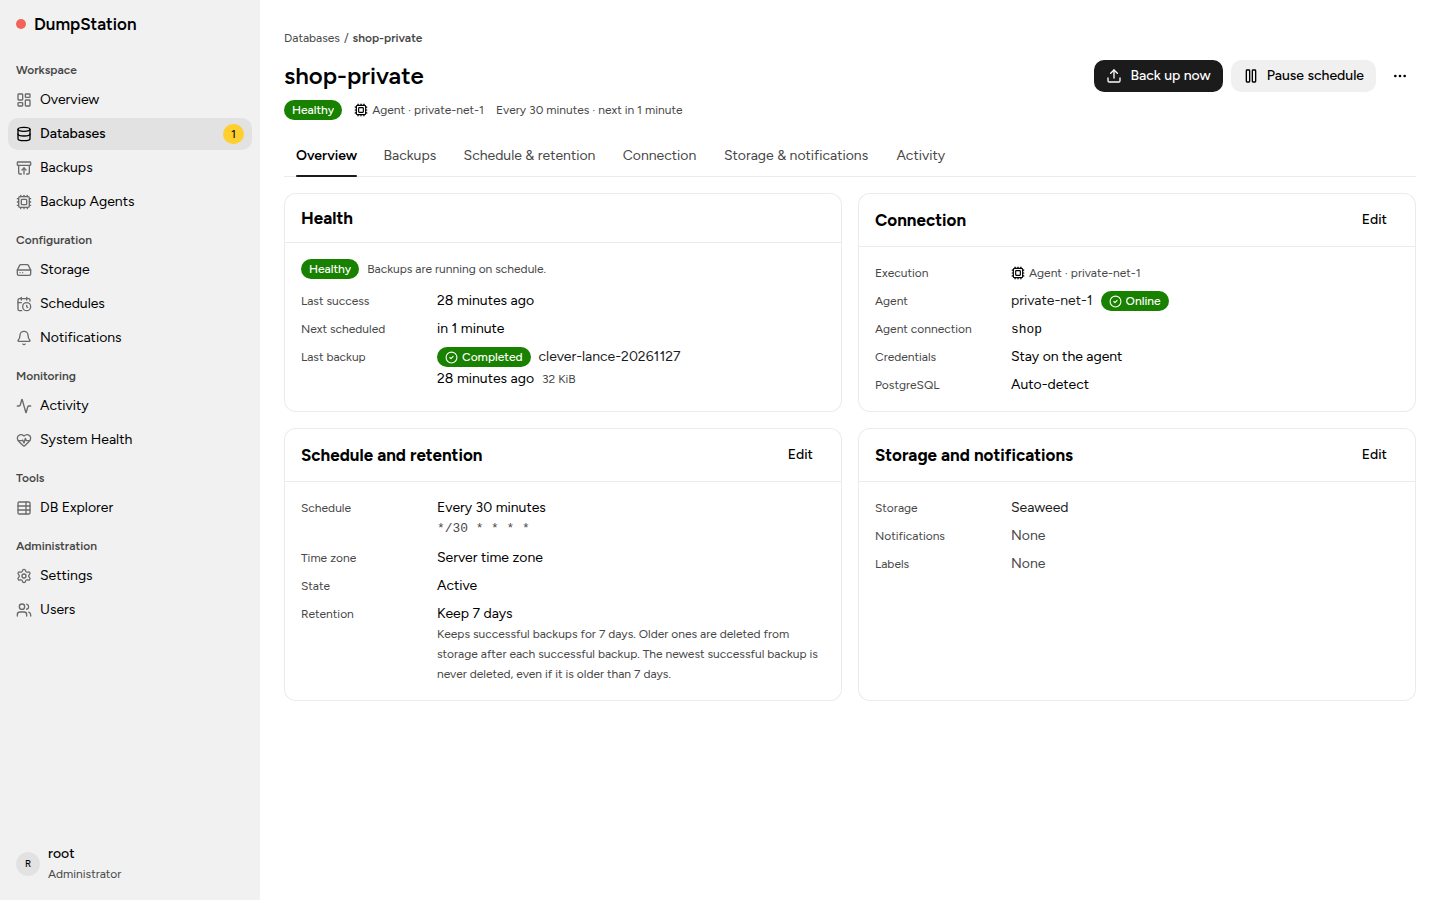 DumpStation
Workspace
Overview
Databases 1
Backups
Backup Agents
Configuration
Storage
Schedules
Notifications
Monitoring
Activity
System Health
Tools
DB Explorer
Administration
Settings
Users
R
root
Administrator
Databases / shop-private
shop-private
Back up now
Pause schedule
Healthy Agent · private-net-1 Every 30 minutes · next in 1 minute
Overview Backups Schedule & retention Connection Storage & notifications Activity
Health
Healthy Backups are running on schedule.
Last success 28 minutes ago
Next scheduled in 1 minute
Last backup Completed clever-lance-20261127
28 minutes ago 32 KiB
Connection Edit
Execution Agent · private-net-1
Agent private-net-1 Online
Agent connection shop
Credentials Stay on the agent
PostgreSQL Auto-detect
Schedule and retention Edit
Schedule Every 30 minutes
*/30 * * * *
Time zone Server time zone
State Active
Retention Keep 7 days
Keeps successful backups for 7 days. Older ones are deleted from
storage after each successful backup. The newest successful backup is
never deleted, even if it is older than 7 days.
Storage and notifications Edit
Storage Seaweed
Notifications None
Labels None